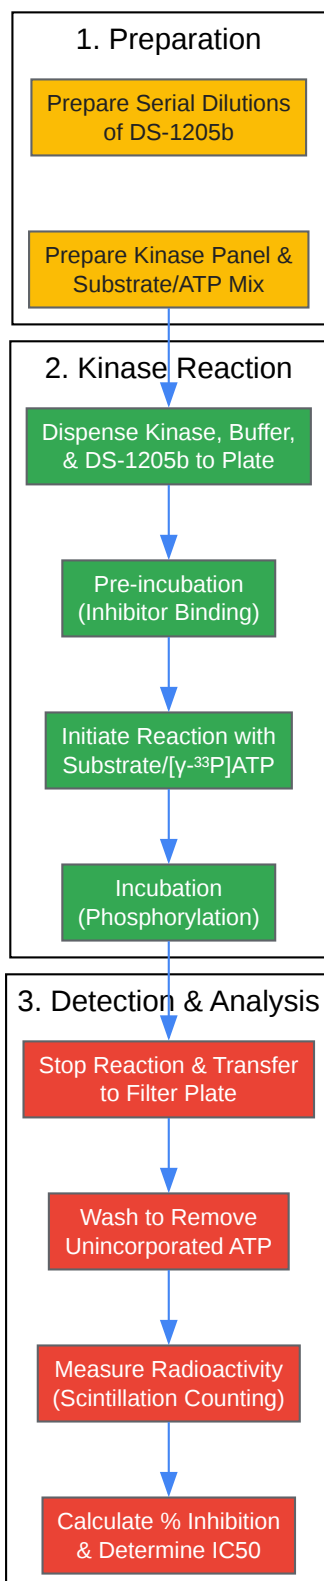 1. Preparation
Prepare Serial Dilutions
of DS-1205b
Prepare Kinase Panel &
Substrate/ATP Mix
2. Kinase Reaction
Dispense Kinase, Buffer,
& DS-1205b to Plate
Pre-incubation
(Inhibitor Binding)
Initiate Reaction with
Substrate/[γ-³³P]ATP
Incubation
(Phosphorylation)
3. Detection & Analysis
Stop Reaction & Transfer
to Filter Plate
Wash to Remove
Unincorporated ATP
Measure Radioactivity
(Scintillation Counting)
Calculate % Inhibition
& Determine IC50